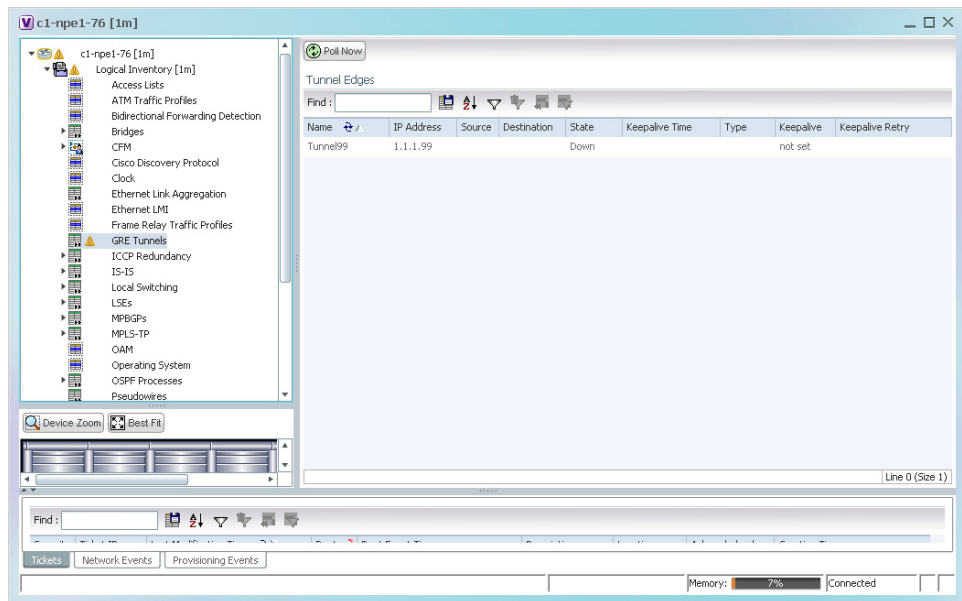 c1-npe1-76 [1m]
c1-npe1-76 [1m]
Logical Inventory [1m]
Access Lists
ATM Traffic Profiles
Bidirectional Forwarding Detection
Bridges
CFM
Cisco Discovery Protocol
Clock
Ethernet Link Aggregation
Ethernet LMI
Frame Relay Traffic Profiles
GRE Tunnels
ICCP Redundancy
IS-IS
Local Switching
LSEs
MPBGPs
MPLS-TP
OAM
Operating System
OSPF Processes
Pseudowires
Device Zoom Best Fit
Poll Now
Tunnel Edges
Find :
Name IP Address Source Destination State Keepalive Time Type Keepalive Keepalive Retry
Tunnel99 1.1.1.99 Down not set
Line 0 (Size 1)
Find :
Tickets Network Events Provisioning Events
Memory: 7% Connected